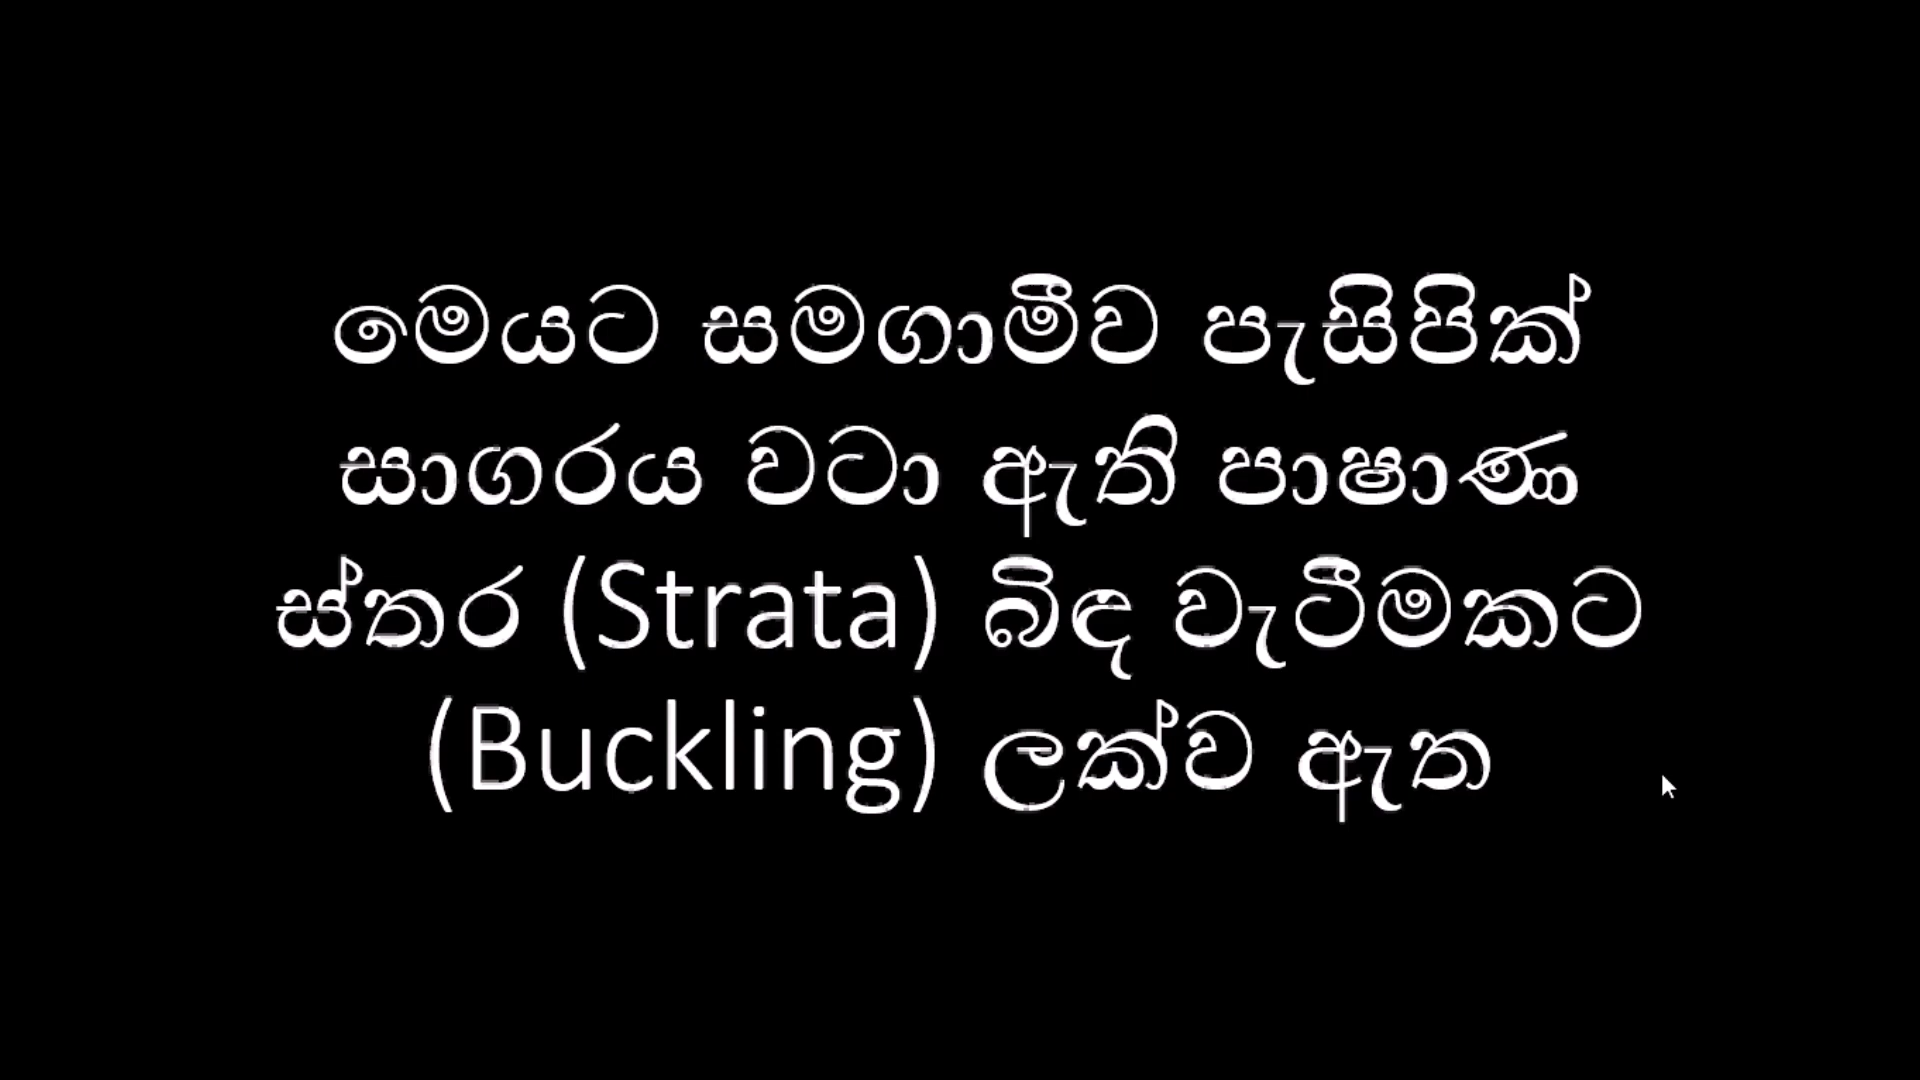 මෙයට සමගාමීව පැසිපික්
සාගරය වටා ඇති පාෂාණ
ස්තර (Strata) බිඳ වැටීමකට
(Buckling) ලක්ව ඇත